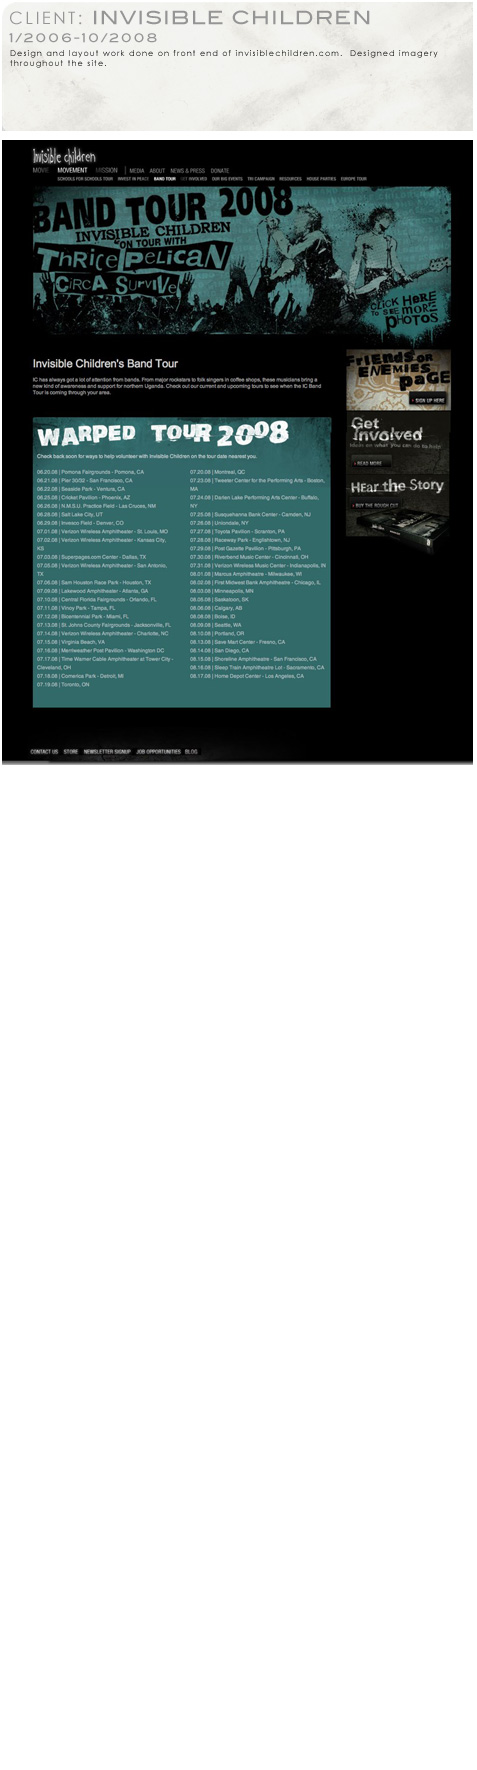 CLIENT: INVISIBLE CHILDREN
1/2006-10/2008
Design and layout work done on front end of invisiblechildren.com. Designed imagery
throughout the site.
invisible children
MOVIE MOVEMENT MISSION | MEDIA ABOUT NEWS & PRESS DONATE
SCHOOLS FOR SCHOOLS TOUR INVEST IN PEACE BAND TOUR GET INVOLVED OUR BIG EVENTS TRI CAMPAIGN RESOURCES HOUSE PARTIES EUROPE TOUR
BAND TOUR 2008
INVISIBLE CHILDREN
ON TOUR WITH
THRICE PELICAN
CIRCA SURVIVE
CLICK HERE
TO SEE MORE
PHOTOS
Invisible Children's Band Tour
IC has always got a lot of attention from bands. From major rockstars to folk singers in coffee shops, these musicians bring a
new kind of awareness and support for northern Uganda. Check out our current and upcoming tours to see when the IC Band
Tour is coming through your area.
FRIENDS OR
ENEMIES
PAGE
› SIGN UP HERE
Get
involved
› READ MORE
HEar the Story
› BUY THE ROUGH CUT
WARPED TOUR 2008
Check back soon for ways to help volunteer with Invisible Children on the tour date nearest you.
06.20.08 | Pomona Fairgrounds - Pomona, CA
06.21.08 | Pier 30/32 - San Francisco, CA
06.22.08 | Seaside Park - Ventura, CA
06.25.08 | Cricket Pavilion - Phoenix, AZ
06.26.08 | N.M.S.U. Practice Field - Las Cruces, NM
06.28.08 | Salt Lake City, UT
06.29.08 | Invesco Field - Denver, CO
07.01.08 | Verizon Wireless Amphitheater - St. Louis, MO
07.02.08 | Verizon Wireless Amphitheater - Kansas City,
KS
07.03.08 | Superpages.com Center - Dallas, TX
07.05.08 | Verizon Wireless Amphitheater - San Antonio,
TX
07.06.08 | Sam Houston Race Park - Houston, TX
07.09.08 | Lakewood Amphitheater - Atlanta, GA
07.10.08 | Central Florida Fairgrounds - Orlando, FL
07.11.08 | Vinoy Park - Tampa, FL
07.12.08 | Bicentennial Park - Miami, FL
07.13.08 | St. Johns County Fairgrounds - Jacksonville, FL
07.14.08 | Verizon Wireless Amphitheater - Charlotte, NC
07.15.08 | Virginia Beach, VA
07.16.08 | Merriweather Post Pavilion - Washington DC
07.17.08 | Time Warner Cable Amphitheater at Tower City -
Cleveland, OH
07.18.08 | Comerica Park - Detroit, MI
07.19.08 | Toronto, ON
07.20.08 | Montreal, QC
07.23.08 | Tweeter Center for the Performing Arts - Boston,
MA
07.24.08 | Darien Lake Performing Arts Center - Buffalo,
NY
07.25.08 | Susquehanna Bank Center - Camden, NJ
07.26.08 | Uniondale, NY
07.27.08 | Toyota Pavilion - Scranton, PA
07.28.08 | Raceway Park - Englishtown, NJ
07.29.08 | Post Gazette Pavilion - Pittsburgh, PA
07.30.08 | Riverbend Music Center - Cincinnati, OH
07.31.08 | Verizon Wireless Music Center - Indianapolis, IN
08.01.08 | Marcus Amphitheatre - Milwaukee, WI
08.02.08 | First Midwest Bank Amphitheatre - Chicago, IL
08.03.08 | Minneapolis, MN
08.05.08 | Saskatoon, SK
08.06.08 | Calgary, AB
08.08.08 | Boise, ID
08.09.08 | Seattle, WA
08.10.08 | Portland, OR
08.13.08 | Save Mart Center - Fresno, CA
08.14.08 | San Diego, CA
08.15.08 | Shoreline Amphitheatre - San Francisco, CA
08.16.08 | Sleep Train Amphitheatre Lot - Sacramento, CA
08.17.08 | Home Depot Center - Los Angeles, CA
CONTACT US STORE NEWSLETTER SIGNUP JOB OPPORTUNITIES BLOG